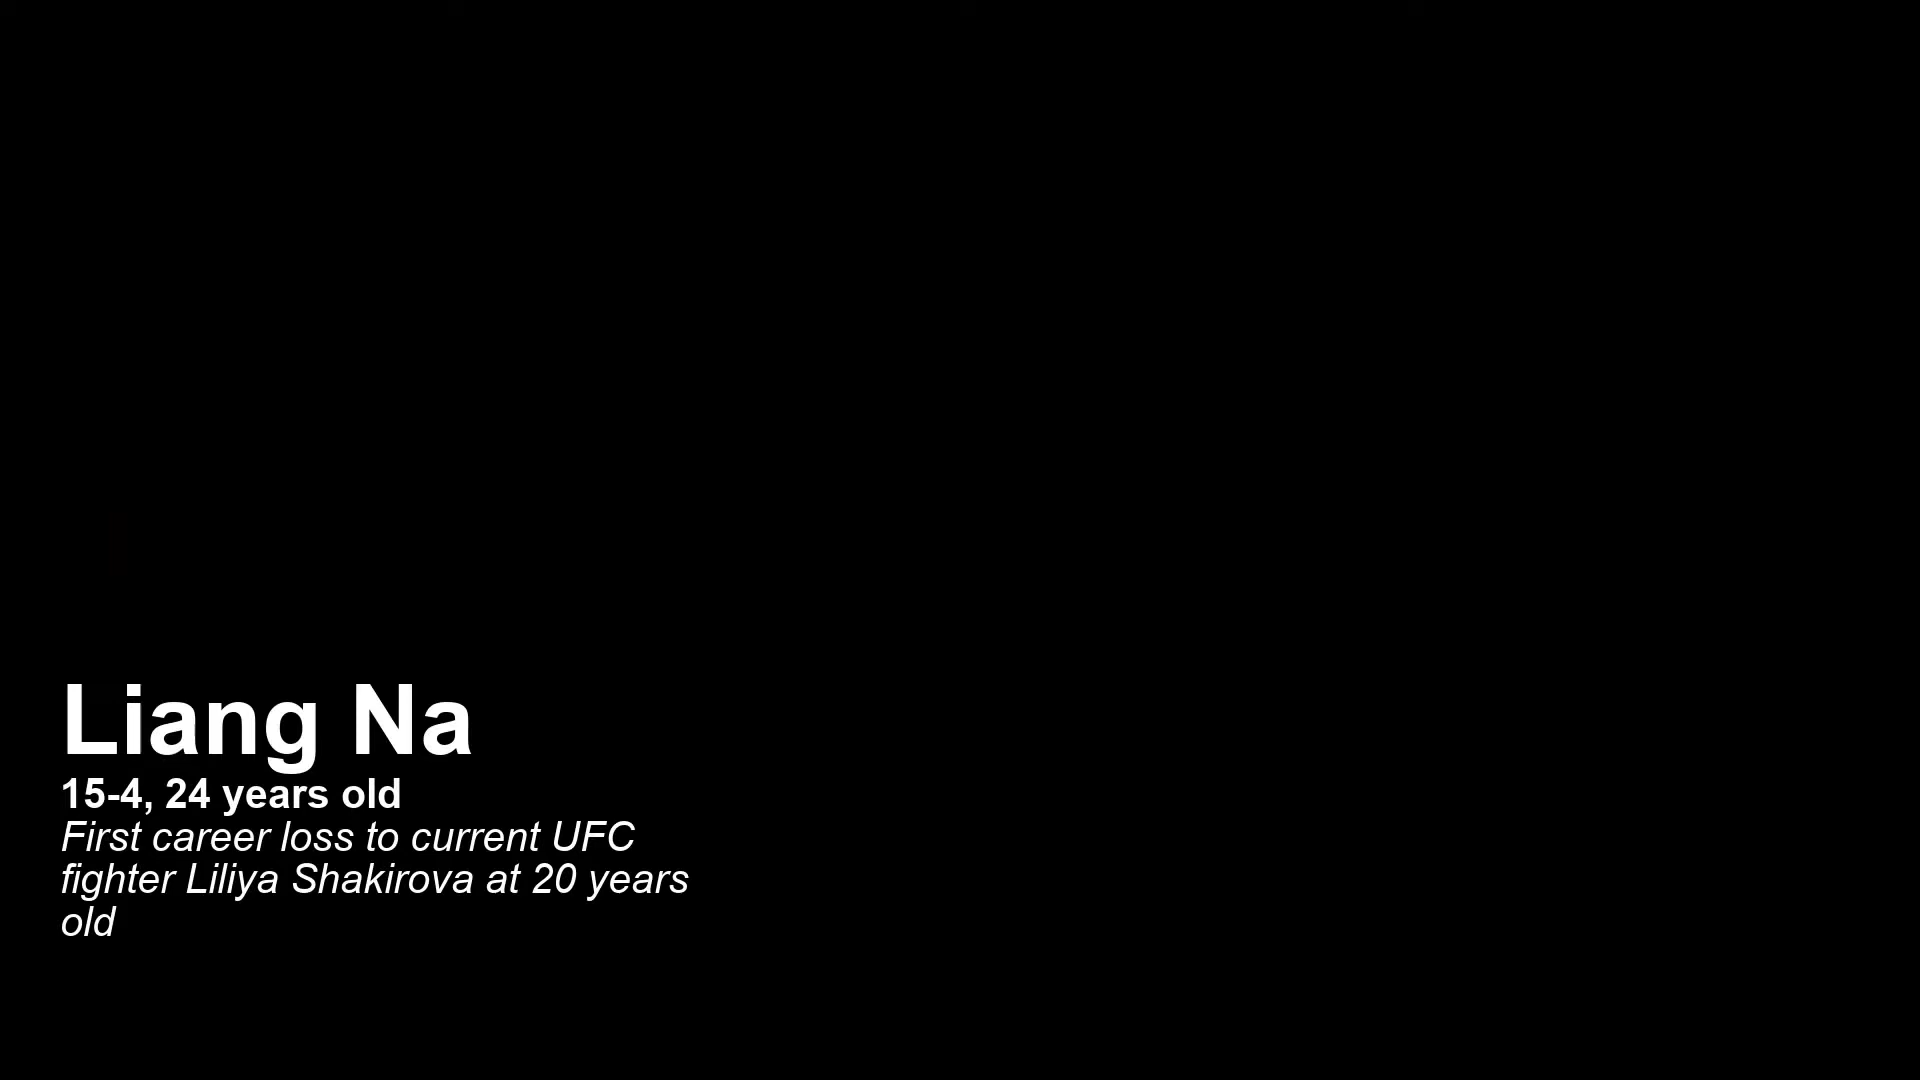 Liang Na
15-4, 24 years old
First career loss to current UFC
fighter Liliya Shakirova at 20 years
old